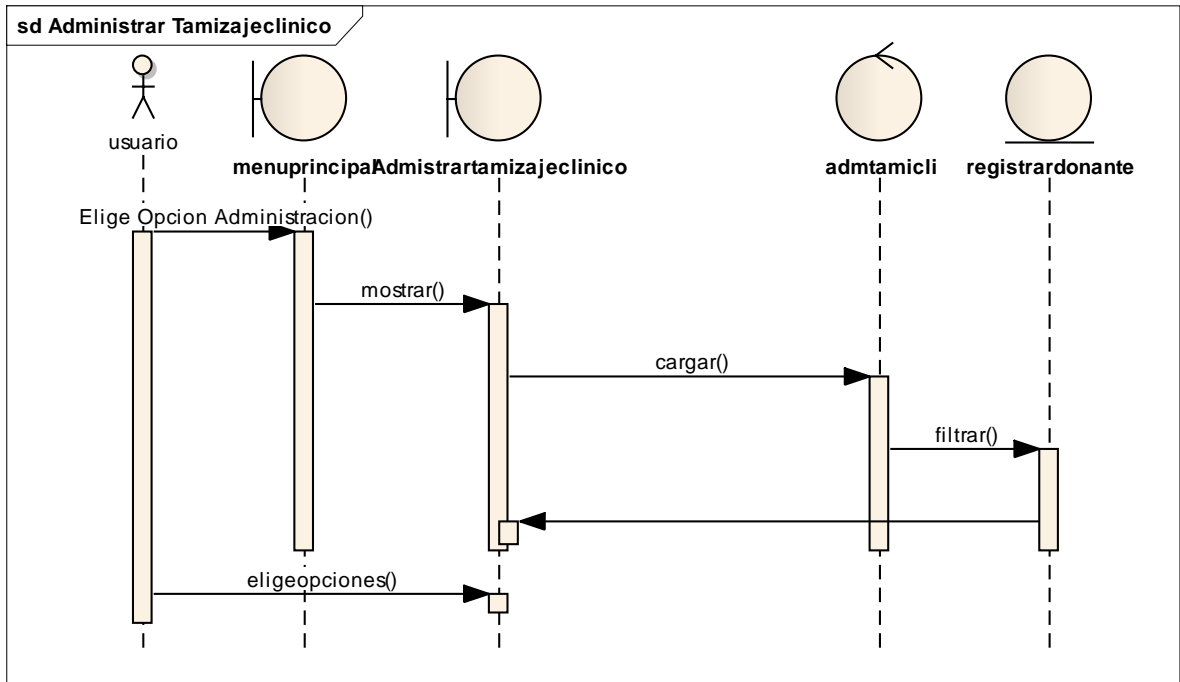 sd Administrar Tamizajeclinico
usuario
menuprincipal
Admistrartamizajeclinico
admtamicli
registrardonante
Elige Opcion Administracion()
mostrar()
cargar()
filtrar()
eligeopciones()